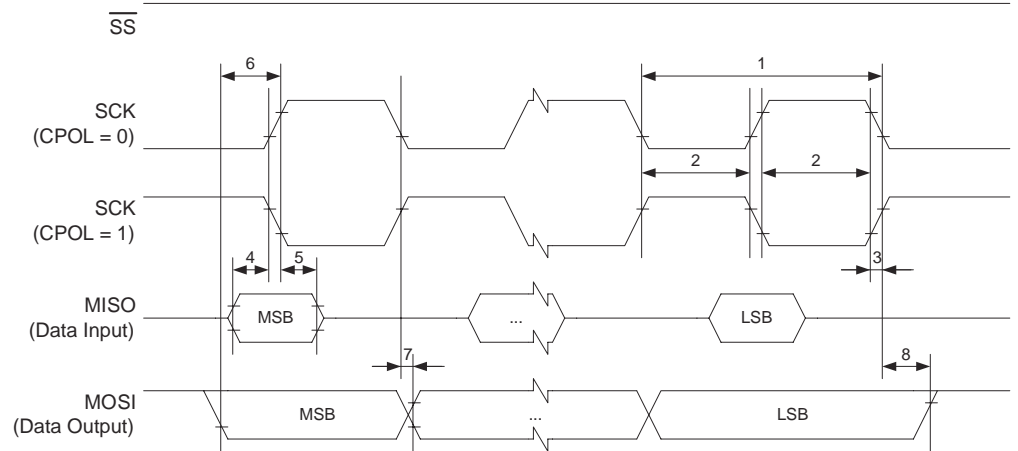 SS
6
1
SCK
(CPOL = 0)
2
2
SCK
(CPOL = 1)
4
5
3
MISO
(Data Input)
MSB
...
LSB
7
8
MOSI
(Data Output)
MSB
...
LSB